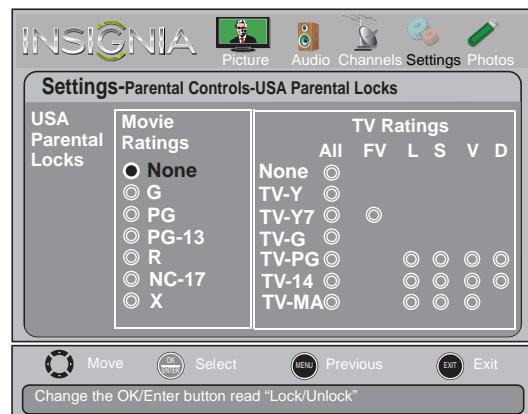 INSIGNIA
Picture Audio Channels Settings Photos
Settings-Parental Controls-USA Parental Locks
USA Parental Locks
Movie Ratings
None
G
PG
PG-13
R
NC-17
X
TV Ratings
All FV L S V D
None
TV-Y
TV-Y7
TV-G
TV-PG
TV-14
TV-MA
Move OK ENTER Select MENU Previous EXIT Exit
Change the OK/Enter button read “Lock/Unlock”